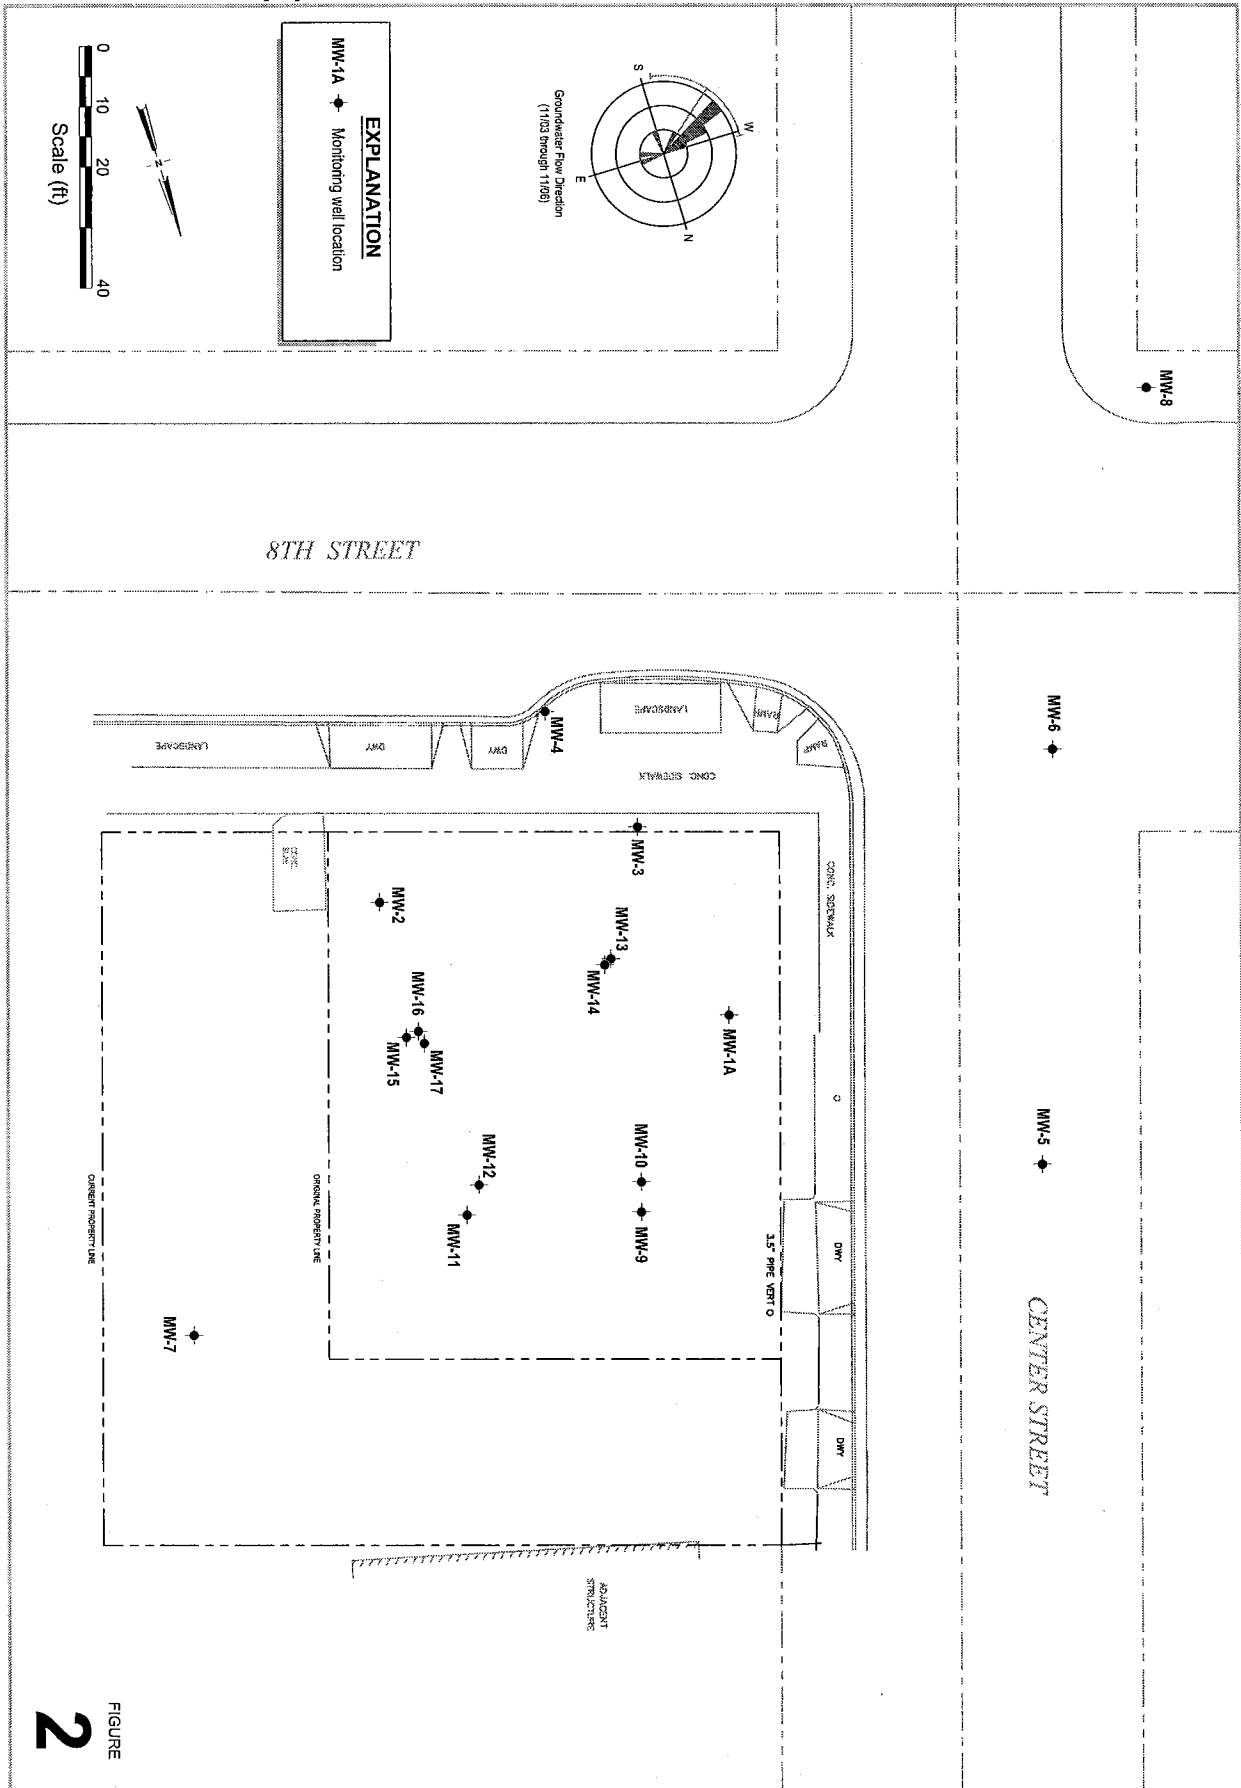 MW-8
MW-6
MW-5
CENTER STREET
8TH STREET
EXPLANATION
MW-1A Monitoring well location
Groundwater Flow Direction
(11/03 through 11/06)
N
S
E
W
N
0 10 20 40
Scale (ft)
RAMP
RAMP
LANDSCAPE
CONC. SIDEWALK
CONC. SIDEWALK
O
DWY
DWY
3.5" PIPE VERT O
MW-4
DWY
DWY
LANDSCAPE
CONC.
SLAB
MW-3
MW-1A
MW-13
MW-14
MW-2
MW-16
MW-17
MW-15
MW-10
MW-9
MW-12
MW-11
MW-7
ORIGINAL PROPERTY LINE
CURRENT PROPERTY LINE
ADJACENT
STRUCTURE
FIGURE
2